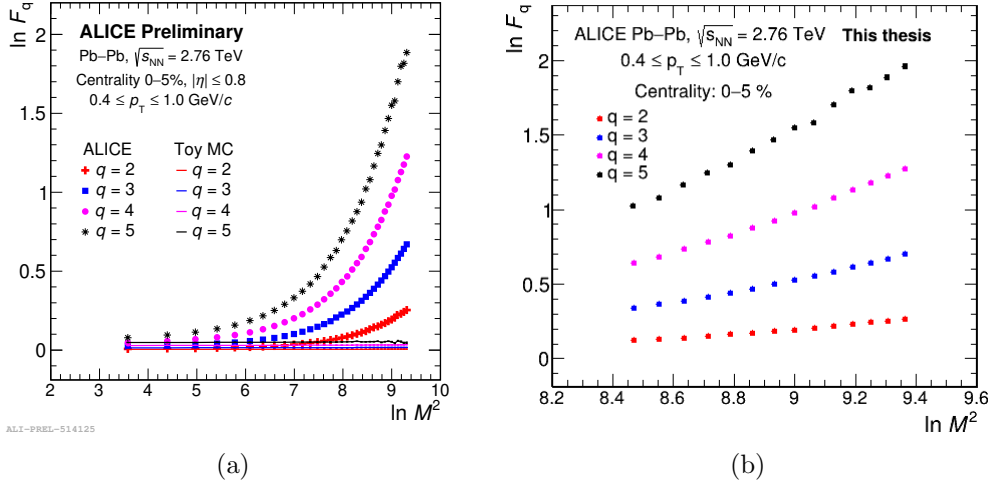 ln F_q
ALICE Preliminary
Pb−Pb, √s_NN = 2.76 TeV
Centrality 0−5%, |η| ≤ 0.8
0.4 ≤ p_T ≤ 1.0 GeV/c
ALICE
Toy MC
q = 2
q = 3
q = 4
q = 5
q = 2
q = 3
q = 4
q = 5
2
1.5
1
0.5
0
2 3 4 5 6 7 8 9 10
ln M²
ALI−PREL−514125
(a)
ln F_q
ALICE Pb−Pb, √s_NN = 2.76 TeV This thesis
0.4 ≤ p_T ≤ 1.0 GeV/c
Centrality: 0−5 %
q = 2
q = 3
q = 4
q = 5
2
1.5
1
0.5
0
8.2 8.4 8.6 8.8 9 9.2 9.4 9.6
ln M²
(b)